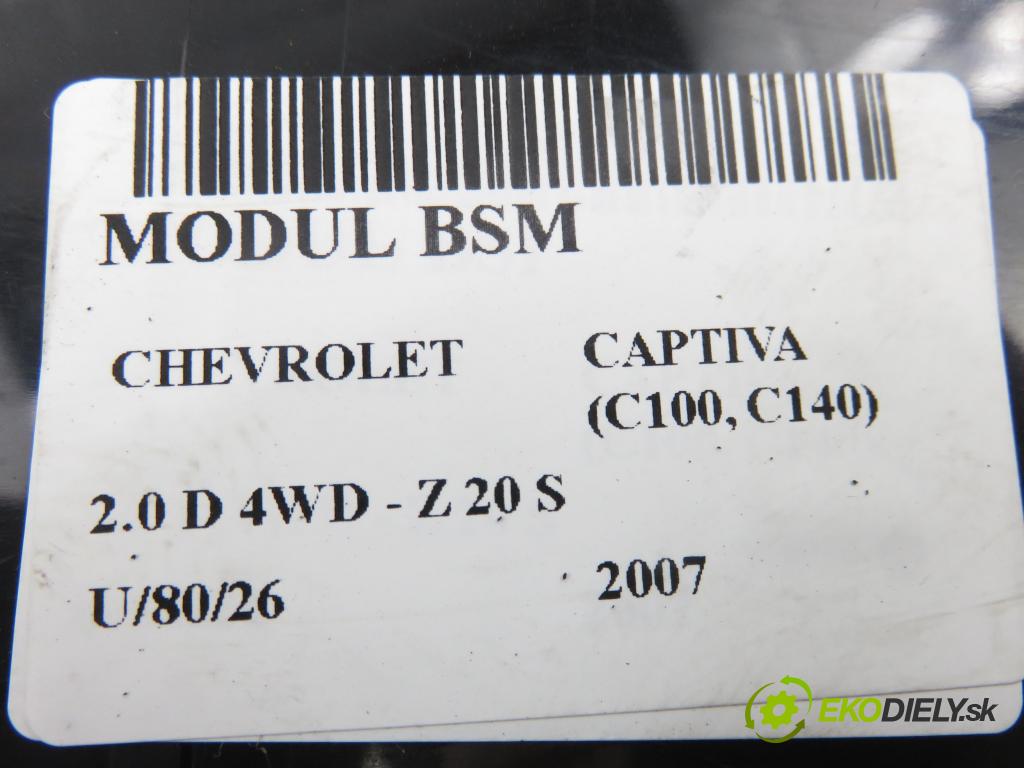 MODUL BSM
CHEVROLET CAPTIVA
(C100, C140)
2.0 D 4WD - Z 20 S
U/80/26 2007
EKODIELY.sk